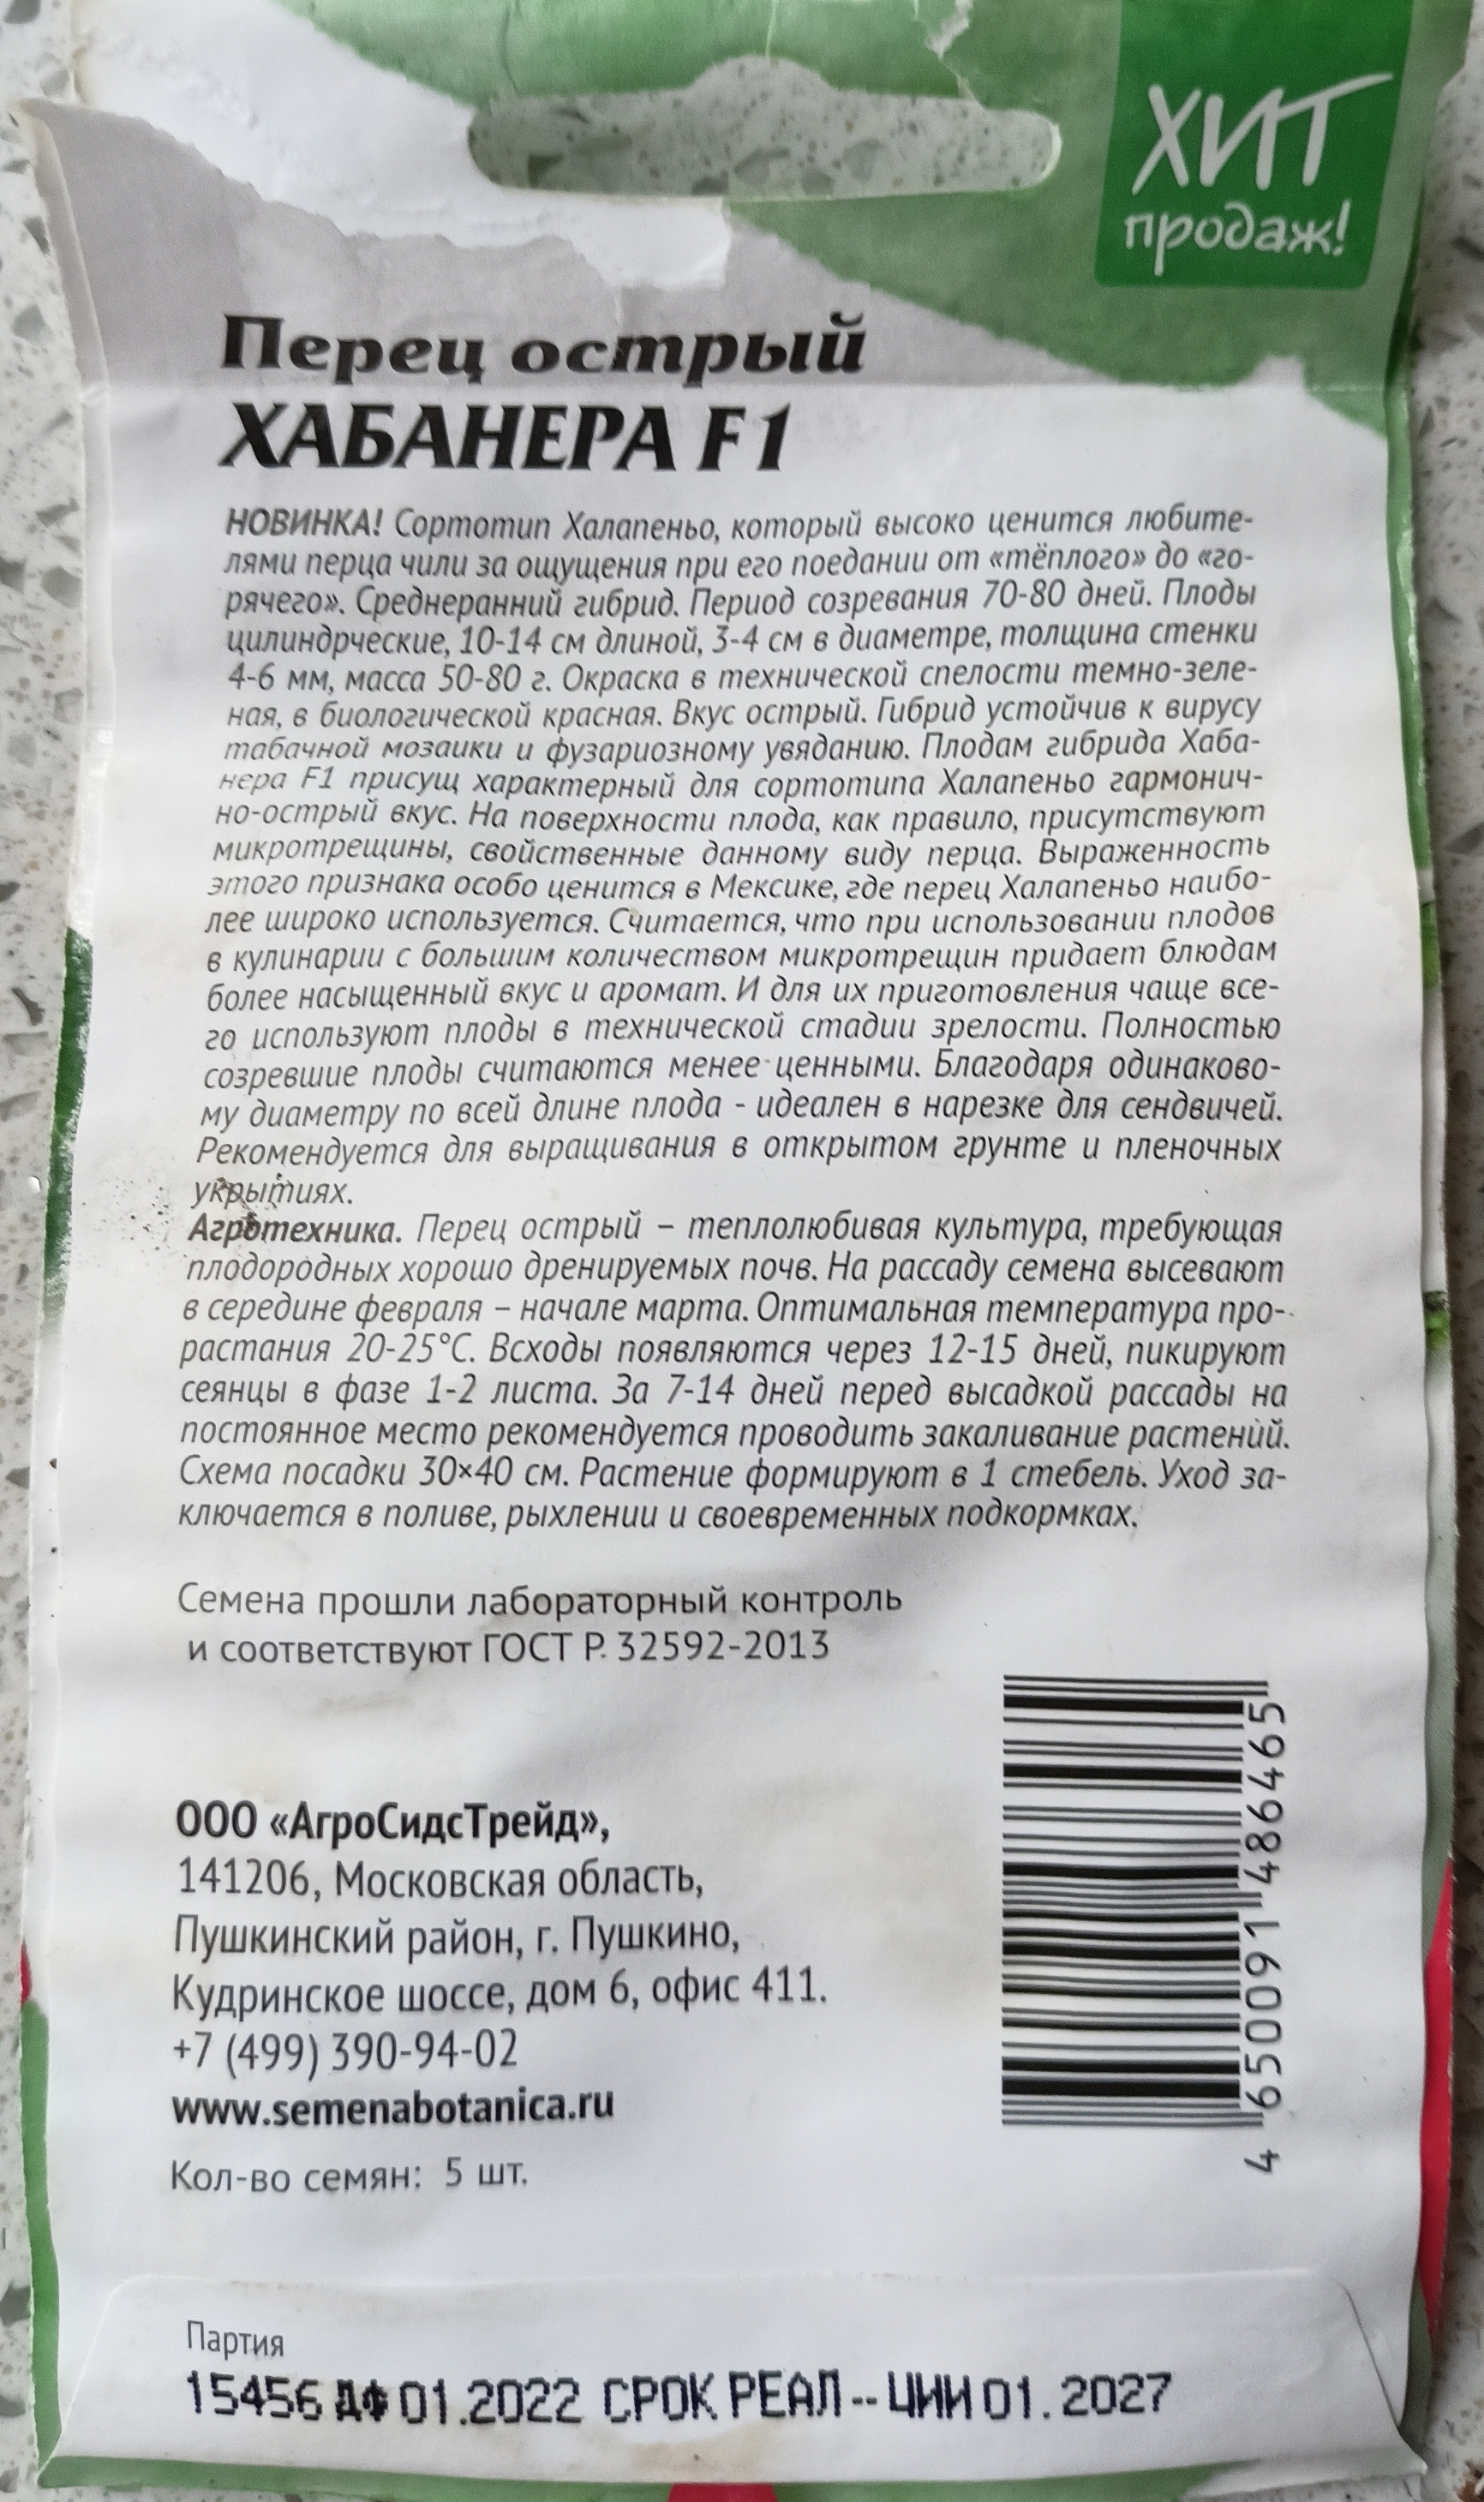 ХИТ
продаж!
Перец острый
ХАБАНЕРА F1
НОВИНКА! Сортотип Халапеньо, который высоко ценится любите-
лями перца чили за ощущения при его поедании от «тёплого» до «го-
рячего». Среднеранний гибрид. Период созревания 70-80 дней. Плоды
цилиндрческие, 10-14 см длиной, 3-4 см в диаметре, толщина стенки
4-6 мм, масса 50-80 г. Окраска в технической спелости темно-зеле-
ная, в биологической красная. Вкус острый. Гибрид устойчив к вирусу
табачной мозаики и фузариозному увяданию. Плодам гибрида Хаба-
нера F1 присущ характерный для сортотипа Халапеньо гармонич-
но-острый вкус. На поверхности плода, как правило, присутствуют
микротрещины, свойственные данному виду перца. Выраженность
этого признака особо ценится в Мексике, где перец Халапеньо наибо-
лее широко используется. Считается, что при использовании плодов
в кулинарии с большим количеством микротрещин придает блюдам
более насыщенный вкус и аромат. И для их приготовления чаще все-
го используют плоды в технической стадии зрелости. Полностью
созревшие плоды считаются менее ценными. Благодаря одинаково-
му диаметру по всей длине плода - идеален в нарезке для сендвичей.
Рекомендуется для выращивания в открытом грунте и пленочных
укрытиях.
Агротехника. Перец острый – теплолюбивая культура, требующая
плодородных хорошо дренируемых почв. На рассаду семена высевают
в середине февраля – начале марта. Оптимальная температура про-
растания 20-25°С. Всходы появляются через 12-15 дней, пикируют
сеянцы в фазе 1-2 листа. За 7-14 дней перед высадкой рассады на
постоянное место рекомендуется проводить закаливание растений.
Схема посадки 30×40 см. Растение формируют в 1 стебель. Уход за-
ключается в поливе, рыхлении и своевременных подкормках.
Семена прошли лабораторный контроль
и соответствуют ГОСТ Р. 32592-2013
ООО «АгроСидсТрейд»,
141206, Московская область,
Пушкинский район, г. Пушкино,
Кудринское шоссе, дом 6, офис 411.
+7 (499) 390-94-02
www.semenabotanica.ru
Кол-во семян: 5 шт.
4 650091 486465
Партия
15456 ДФ 01.2022 СРОК РЕАЛ--ЦИИ 01.2027